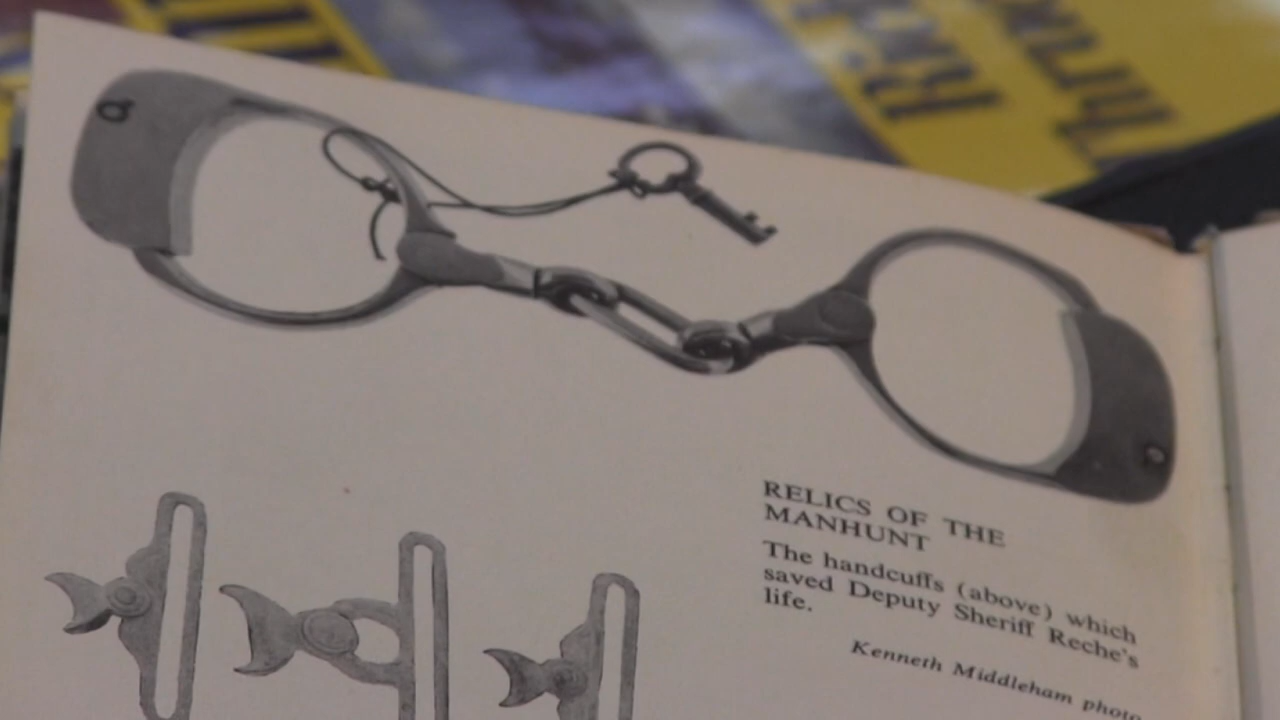 RELICS OF THE
MANHUNT
The handcuffs (above) which
saved Deputy Sheriff Reche's
life.
Kenneth Middleham photo